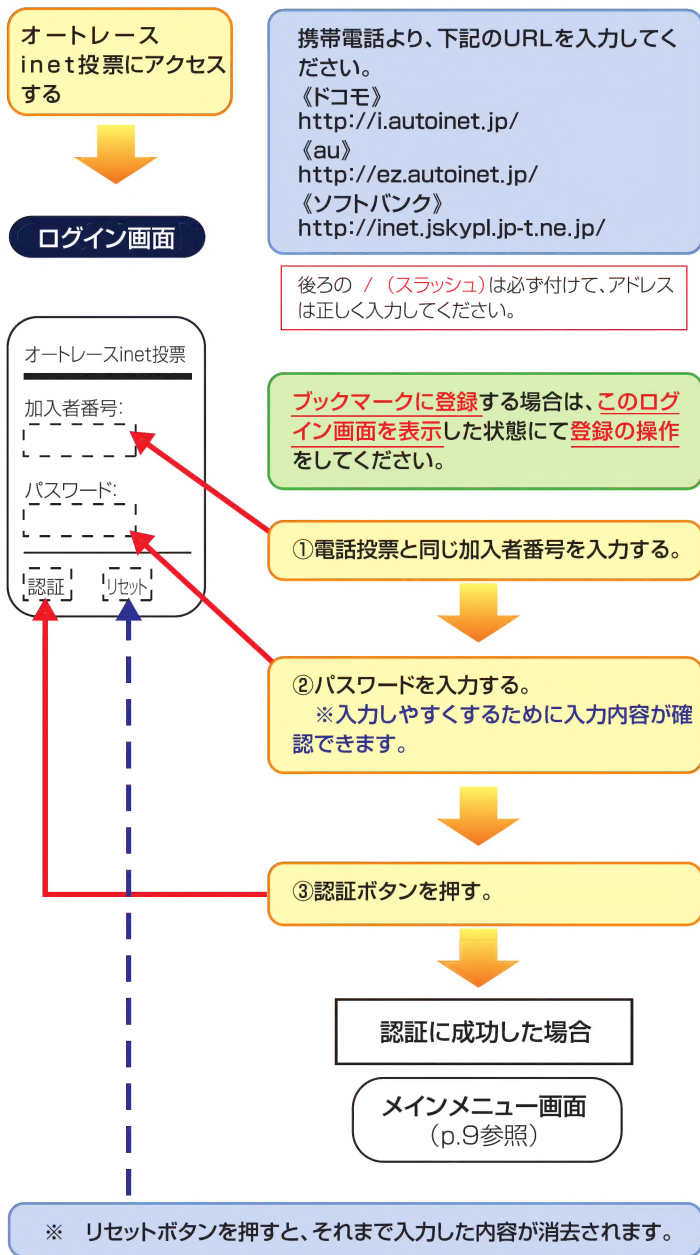 オートレース
inet投票にアクセス
する
携帯電話より、下記のURLを入力してく
ださい。
《ドコモ》
http://i.autoinet.jp/
《au》
http://ez.autoinet.jp/
《ソフトバンク》
http://inet.jskypl.jp-t.ne.jp/
ログイン画面
後ろの / (スラッシュ)は必ず付けて、アドレス
は正しく入力してください。
オートレースinet投票
加入者番号:
パスワード:
認証 リセット
ブックマークに登録する場合は、このログ
イン画面を表示した状態にて登録の操作
をしてください。
①電話投票と同じ加入者番号を入力する。
②パスワードを入力する。
※入力しやすくするために入力内容が確
認できます。
③認証ボタンを押す。
認証に成功した場合
メインメニュー画面
(p.9参照)
※ リセットボタンを押すと、それまで入力した内容が消去されます。